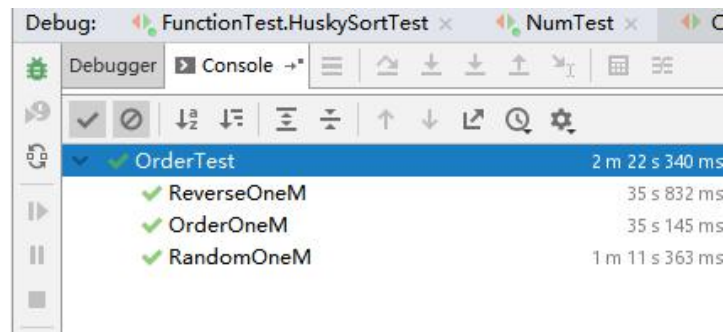 Debug: FunctionTest.HuskySortTest × NumTest ×
Debugger Console
OrderTest 2 m 22 s 340 ms
ReverseOneM 35 s 832 ms
OrderOneM 35 s 145 ms
RandomOneM 1 m 11 s 363 ms